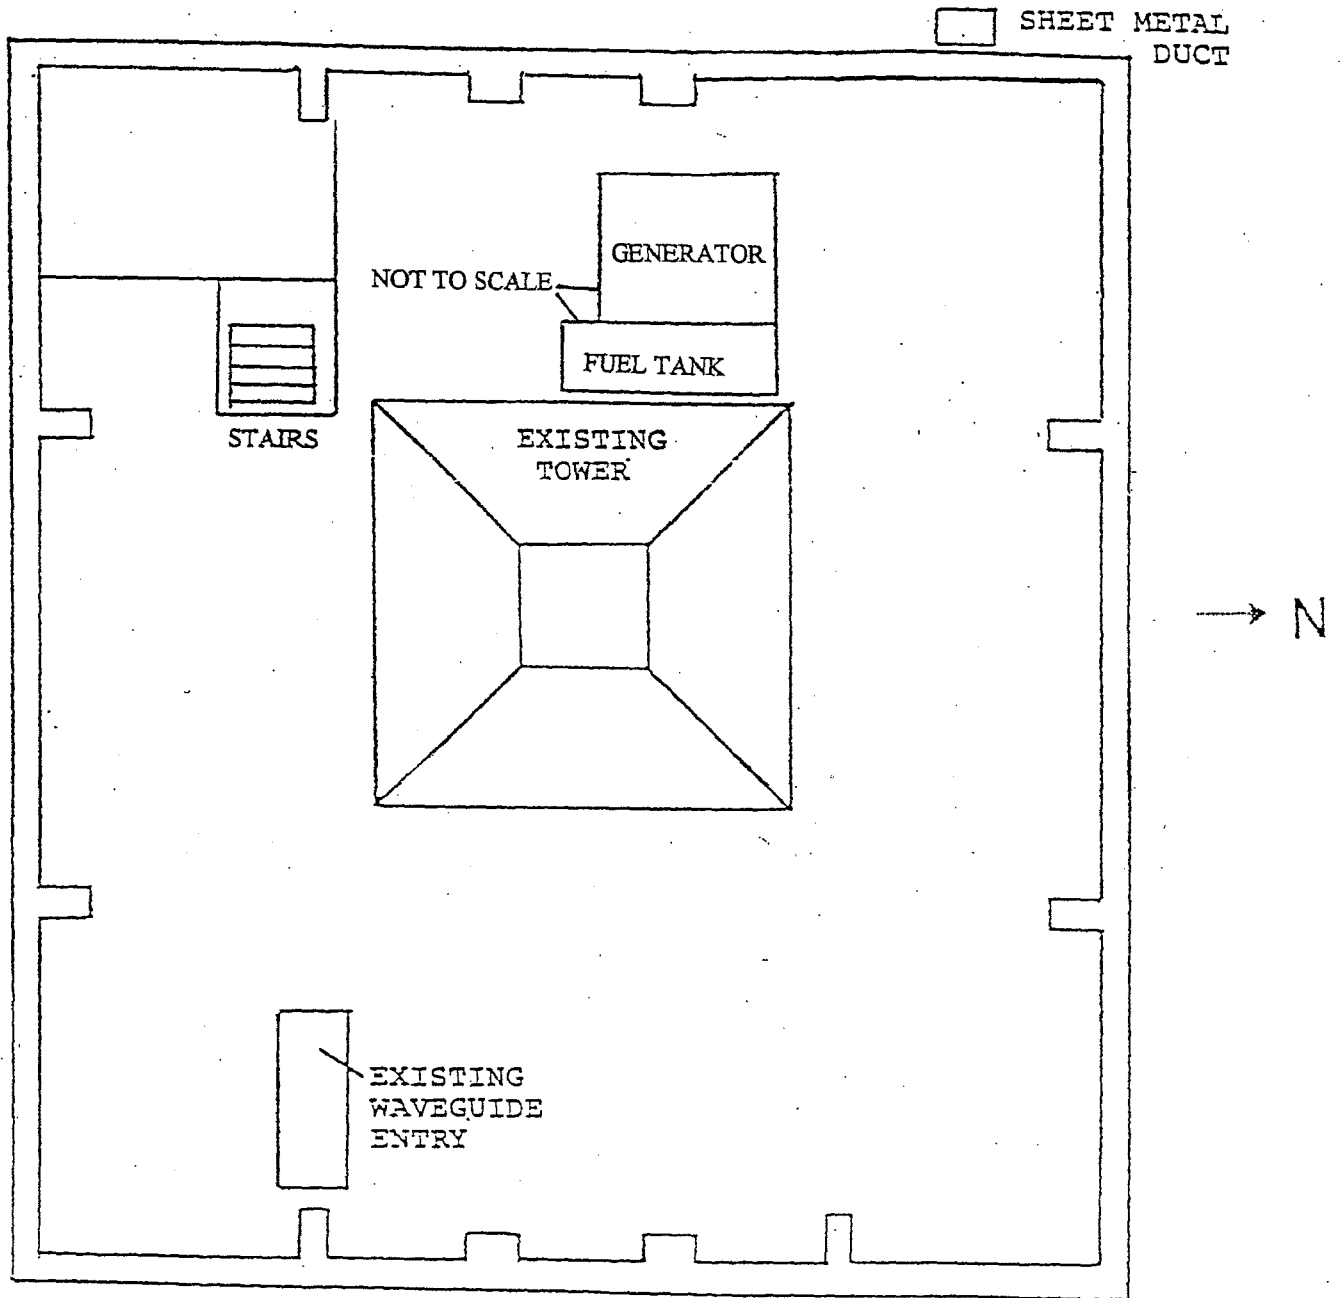 SHEET METAL
DUCT
GENERATOR
NOT TO SCALE
FUEL TANK
STAIRS
EXISTING
TOWER
N
EXISTING
WAVEGUIDE
ENTRY